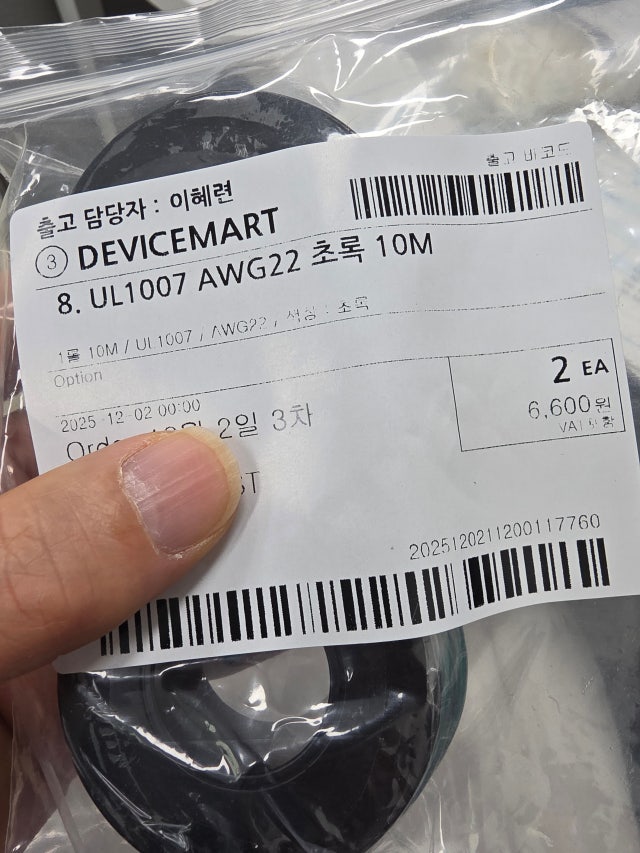 출고 바코드
출고 담당자 : 이혜련
③ DEVICEMART
8. UL1007 AWG22 초록 10M
1롤 10M / UL1007 / AWG22 / 색상 : 초록
Option
2 EA
6,600원
VAT포함
2025-12-02 00:00
2일 3차
2025120211200117760